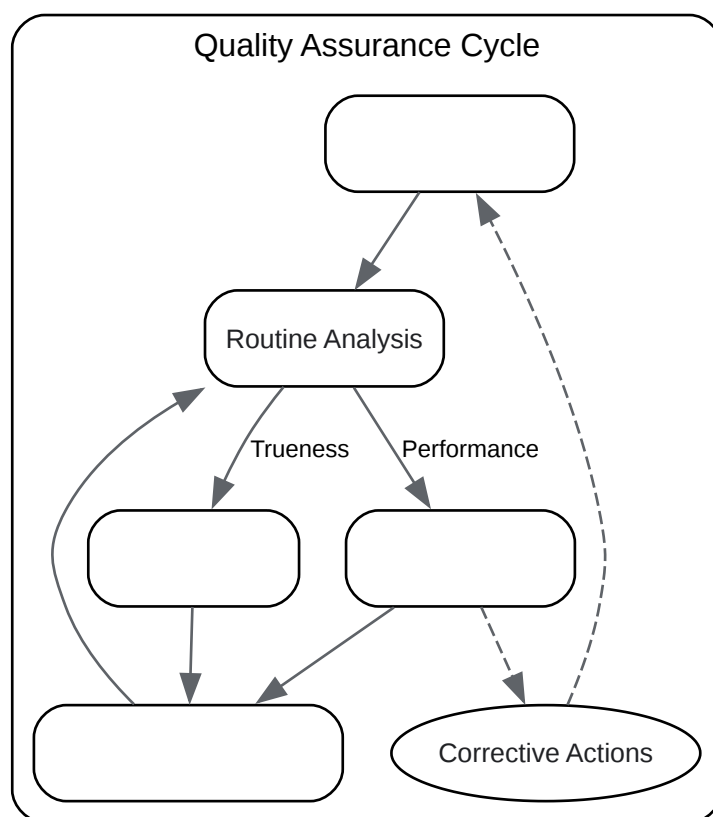 Quality Assurance Cycle
Routine Analysis
Trueness
Performance
Corrective Actions